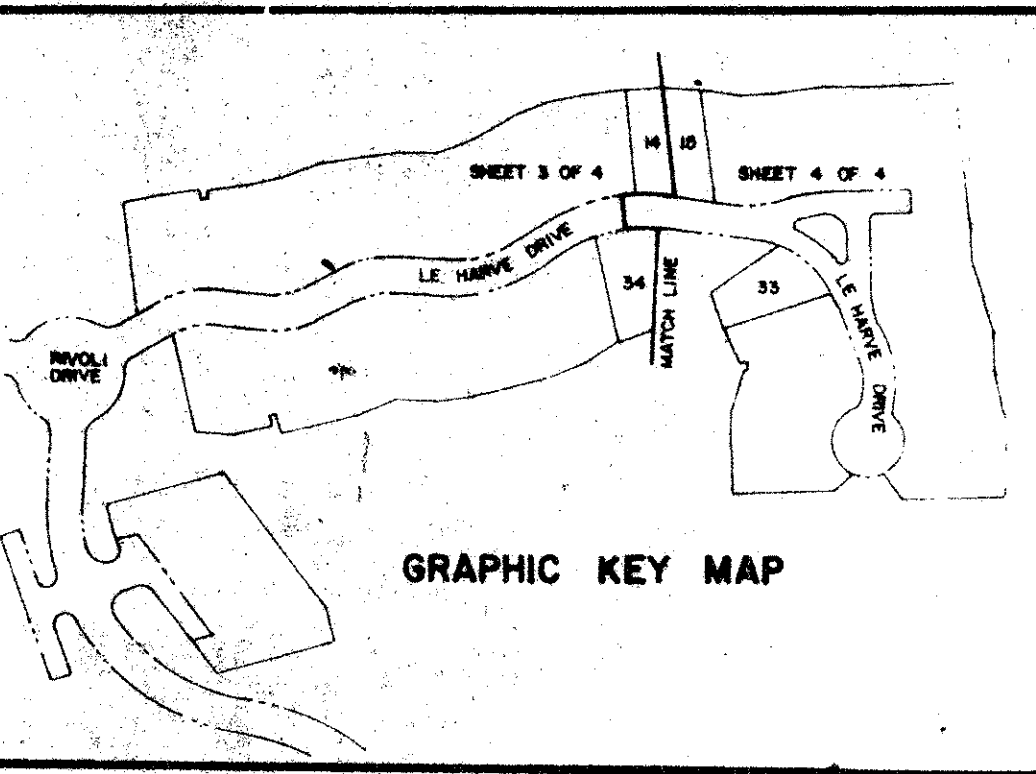 14 15
SHEET 3 OF 4
SHEET 4 OF 4
LE HARVE DRIVE
34
MATCH LINE
33
LE HARVE DRIVE
RIVOLI
DRIVE
GRAPHIC KEY MAP